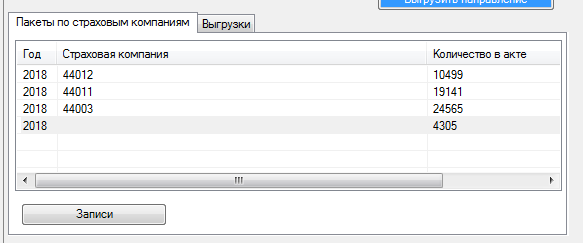 Выгрузить направление
Пакеты по страховым компаниям Выгрузки
Год Страховая компания Количество в акте
2018 44012 10499
2018 44011 19141
2018 44003 24565
2018 4305
Записи